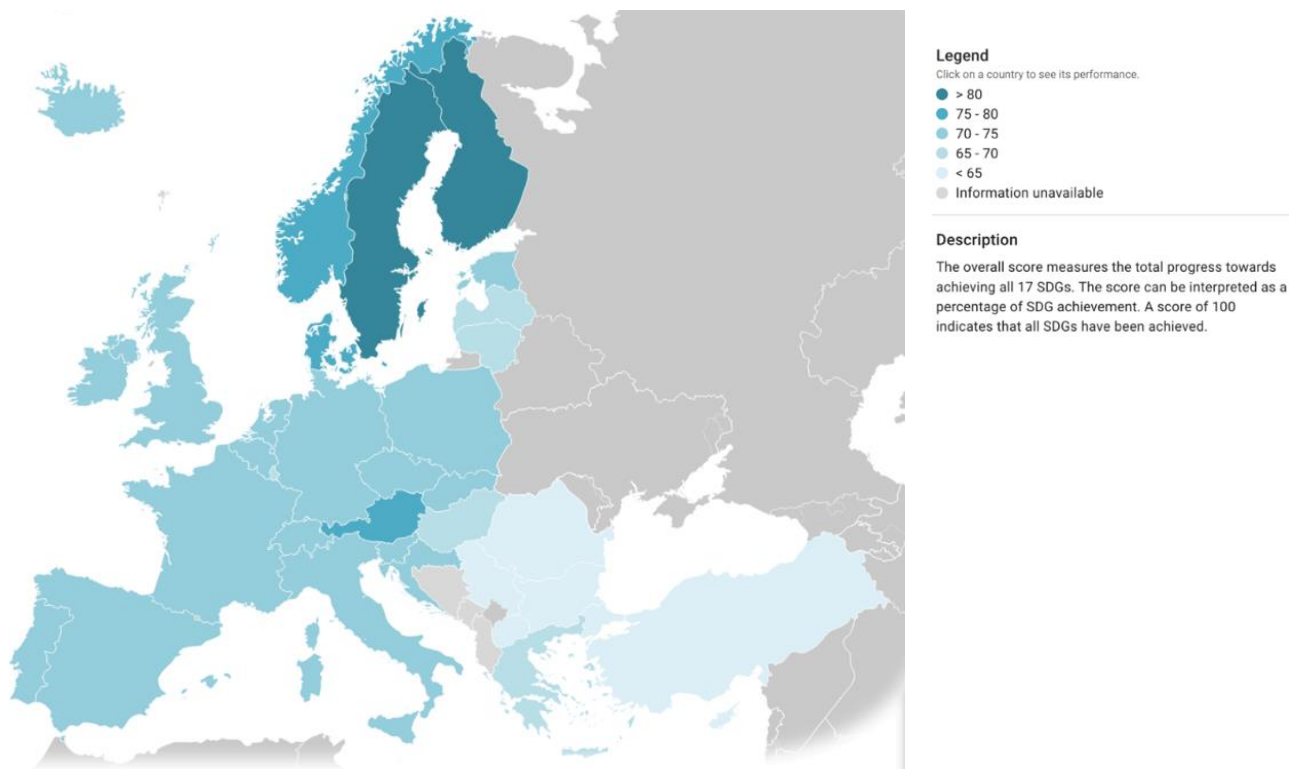 Legend
Click on a country to see its performance.
> 80
75 - 80
70 - 75
65 - 70
< 65
Information unavailable
Description
The overall score measures the total progress towards
achieving all 17 SDGs. The score can be interpreted as a
percentage of SDG achievement. A score of 100
indicates that all SDGs have been achieved.